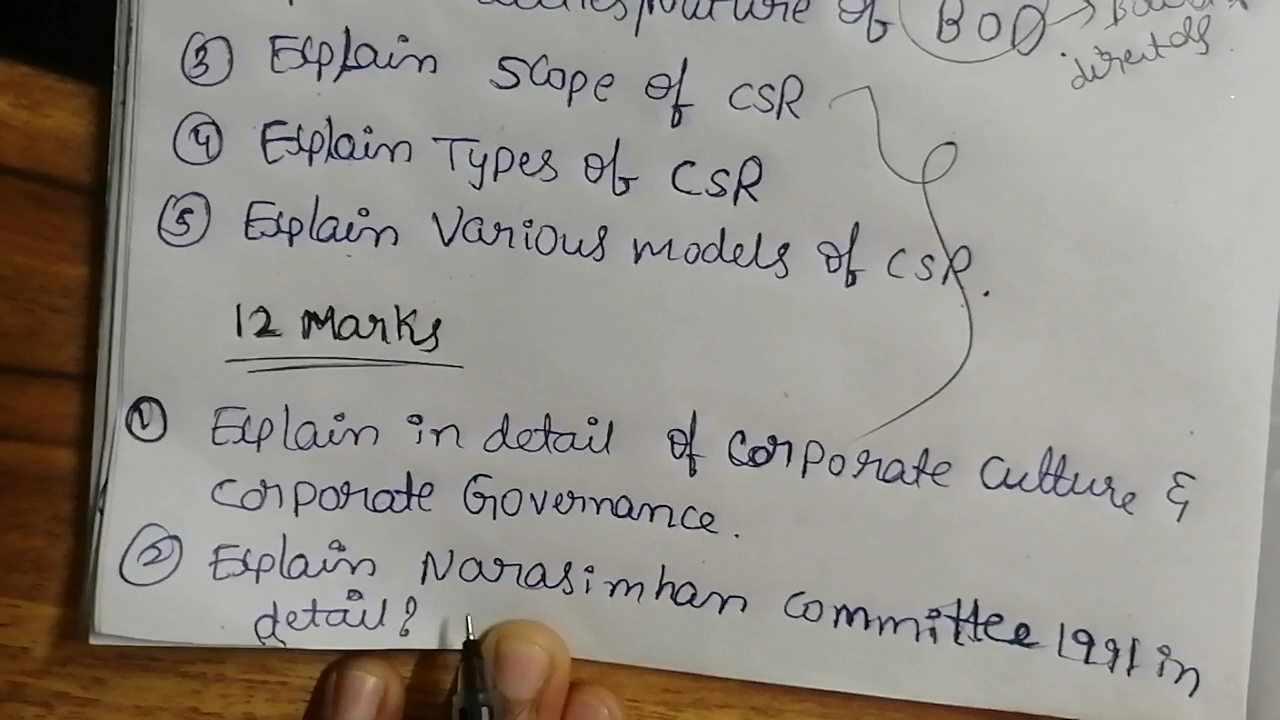 of BOD →
directors
③ Explain scope of CSR
④ Explain Types of CSR
⑤ Explain Various models of CSR.
12 Marks
① Explain in detail of corporate culture &
corporate Governance.
② Explain Narasimhan committee 1991 in
detail?